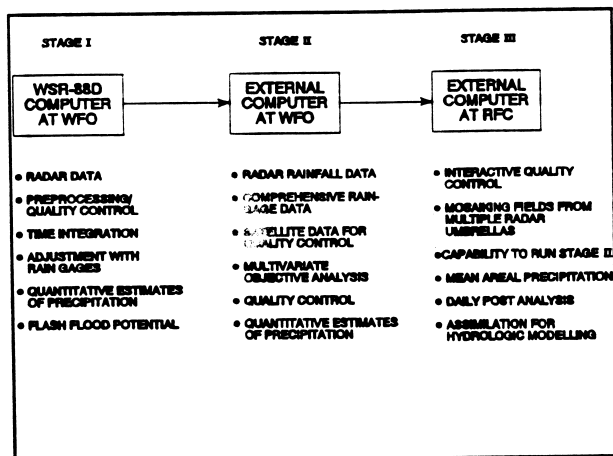 STAGE I
WSR-88D
COMPUTER
AT WFO
• RADAR DATA
• PREPROCESSING/
QUALITY CONTROL
• TIME INTEGRATION
• ADJUSTMENT WITH
RAIN GAGES
• QUANTITATIVE ESTIMATES
OF PRECIPITATION
• FLASH FLOOD POTENTIAL
STAGE II
EXTERNAL
COMPUTER
AT WFO
• RADAR RAINFALL DATA
• COMPREHENSIVE RAIN-
GAGE DATA
• SATELLITE DATA FOR
QUALITY CONTROL
• MULTIVARIATE
OBJECTIVE ANALYSIS
• QUALITY CONTROL
• QUANTITATIVE ESTIMATES
OF PRECIPITATION
STAGE III
EXTERNAL
COMPUTER
AT RFC
• INTERACTIVE QUALITY
CONTROL
• MOSAIKING FIELDS FROM
MULTIPLE RADAR
UMBRELLAS
•CAPABILITY TO RUN STAGE II
• MEAN AREAL PRECIPITATION
• DAILY POST ANALYSIS
• ASSIMILATION FOR
HYDROLOGIC MODELLING